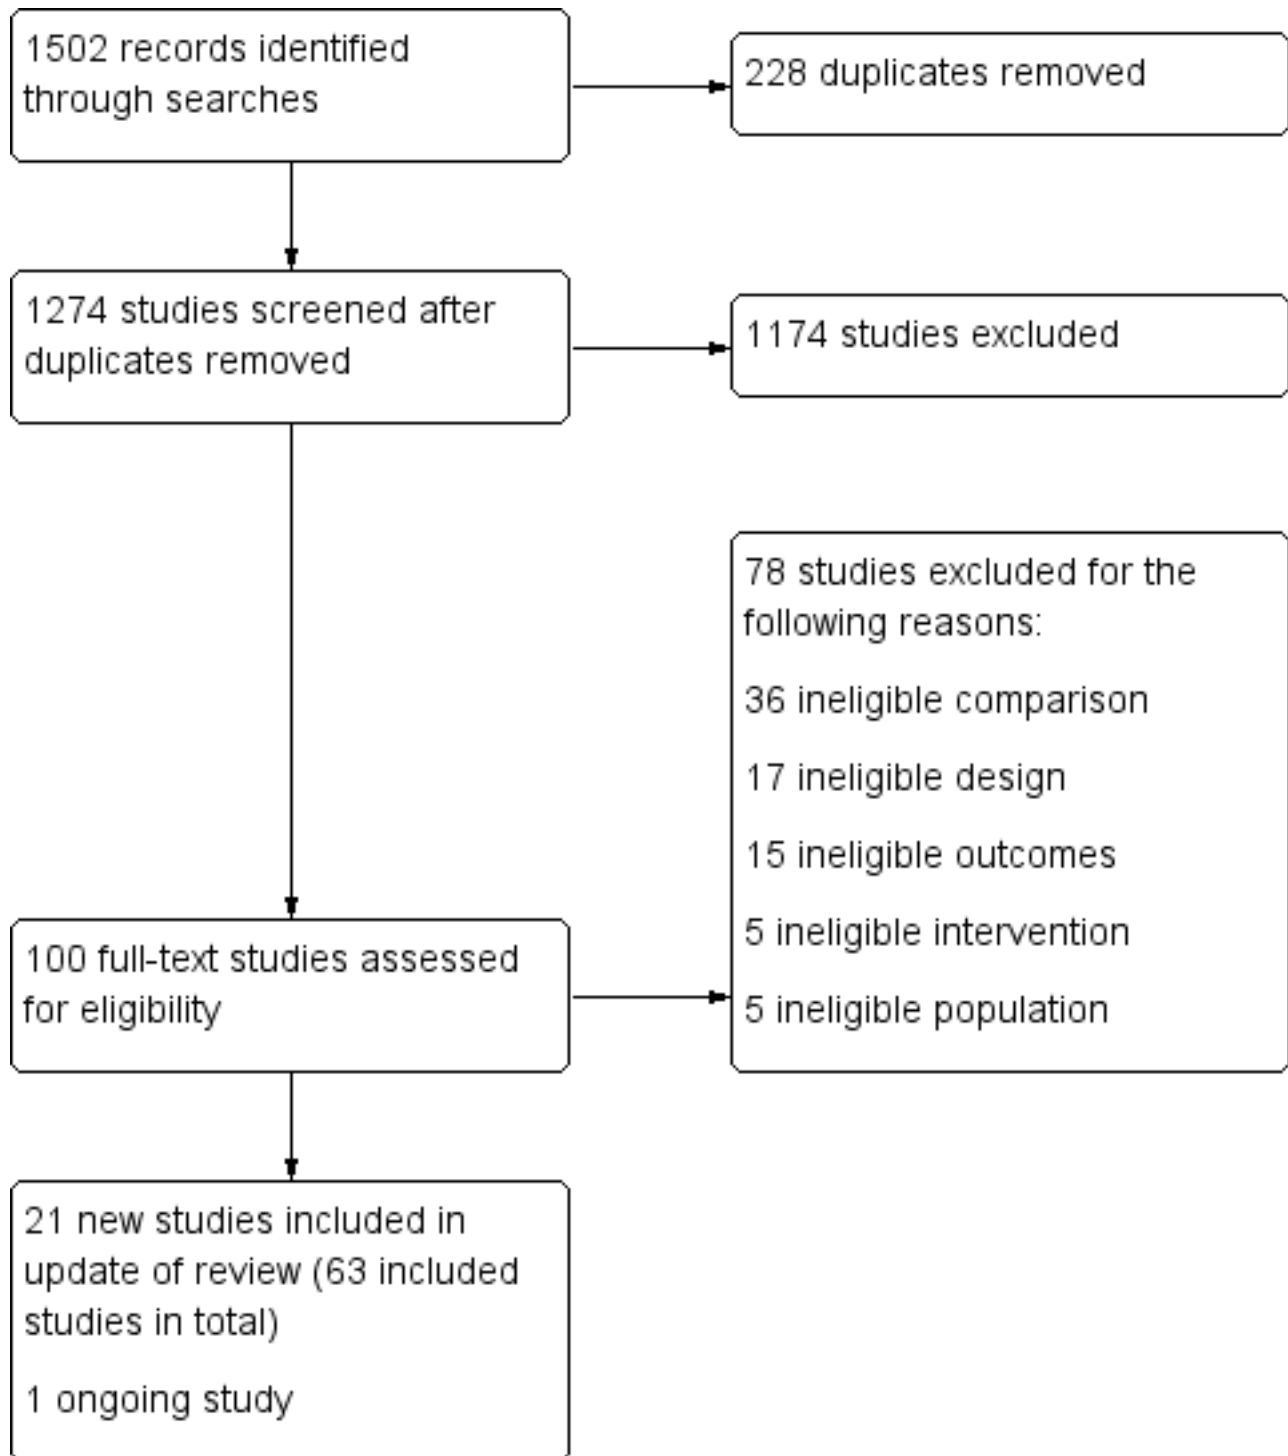 1502 records identified
through searches
228 duplicates removed
1274 studies screened after
duplicates removed
1174 studies excluded
78 studies excluded for the
following reasons:
36 ineligible comparison
17 ineligible design
15 ineligible outcomes
5 ineligible intervention
5 ineligible population
100 full-text studies assessed
for eligibility
21 new studies included in
update of review (63 included
studies in total)
1 ongoing study